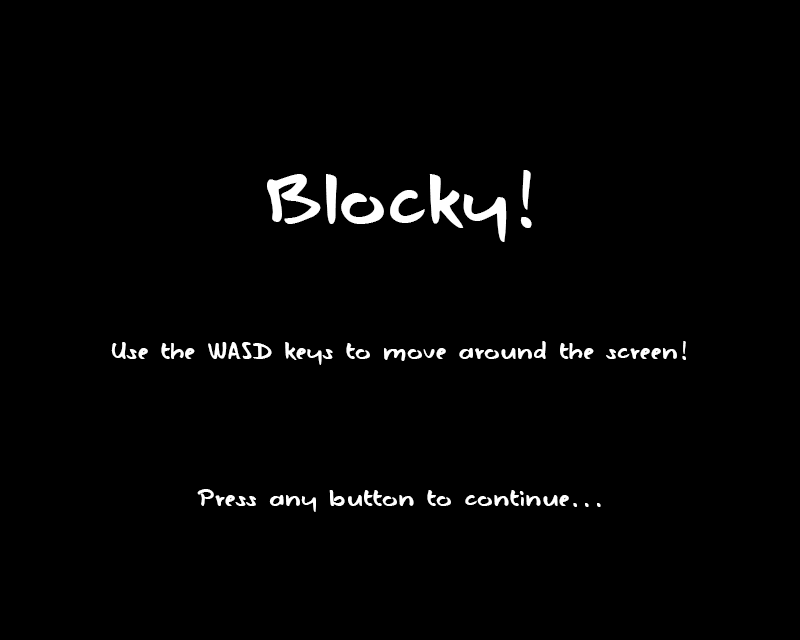 Blocky!
Use the WASD keys to move around the screen!
Press any button to continue...